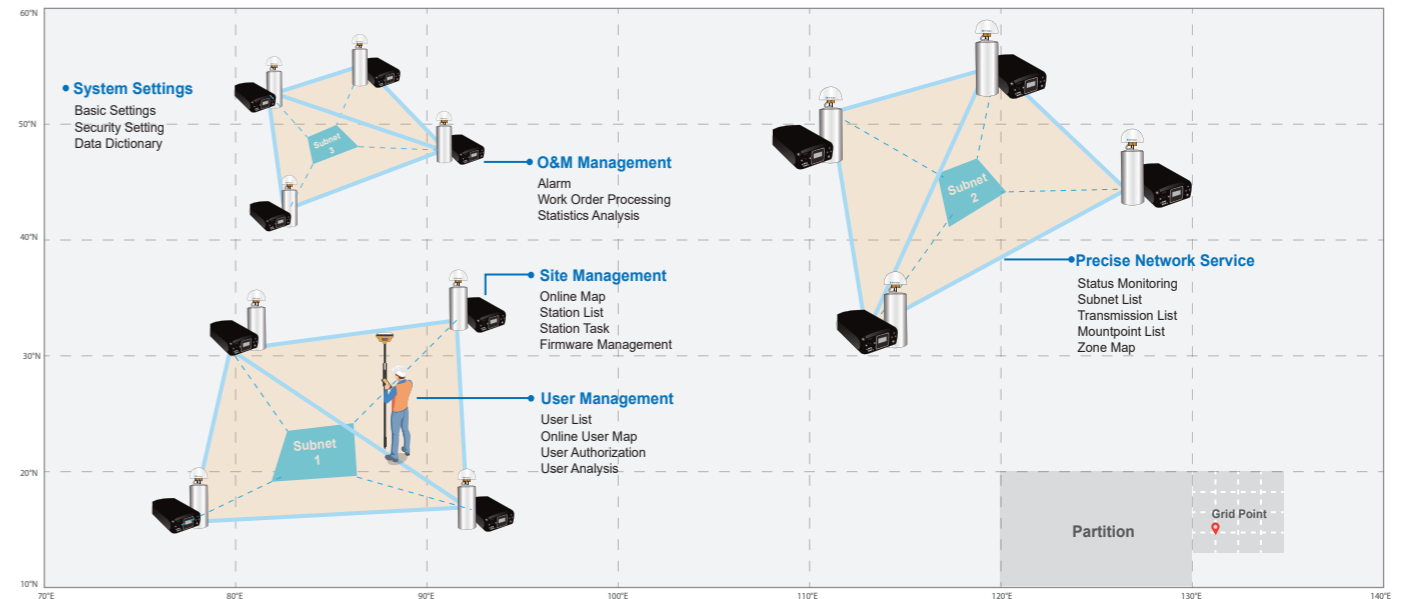 60°N
50°N
40°N
30°N
20°N
10°N
• System Settings
Basic Settings
Security Setting
Data Dictionary
Subnet
3
O&M Management
Alarm
Work Order Processing
Statistics Analysis
Subnet
2
Precise Network Service
Status Monitoring
Subnet List
Transmission List
Mountpoint List
Zone Map
Site Management
Online Map
Station List
Station Task
Firmware Management
User Management
User List
Online User Map
User Authorization
User Analysis
Subnet
1
Partition
Grid Point
70°E
80°E
90°E
100°E
110°E
120°E
130°E
140°E